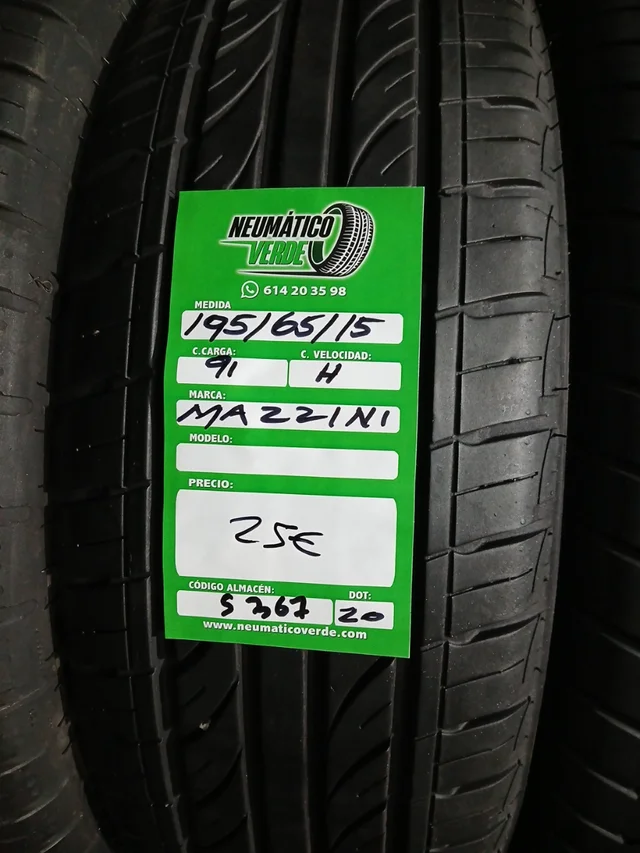 NEUMÁTICO
VERDE
614 20 35 98
MEDIDA
195/65/15
C.CARGA: C. VELOCIDAD:
91 H
MARCA:
MAZZINI
MODELO:
PRECIO:
25€
CÓDIGO ALMACÉN: DOT:
S 367 20
www.neumaticoverde.com